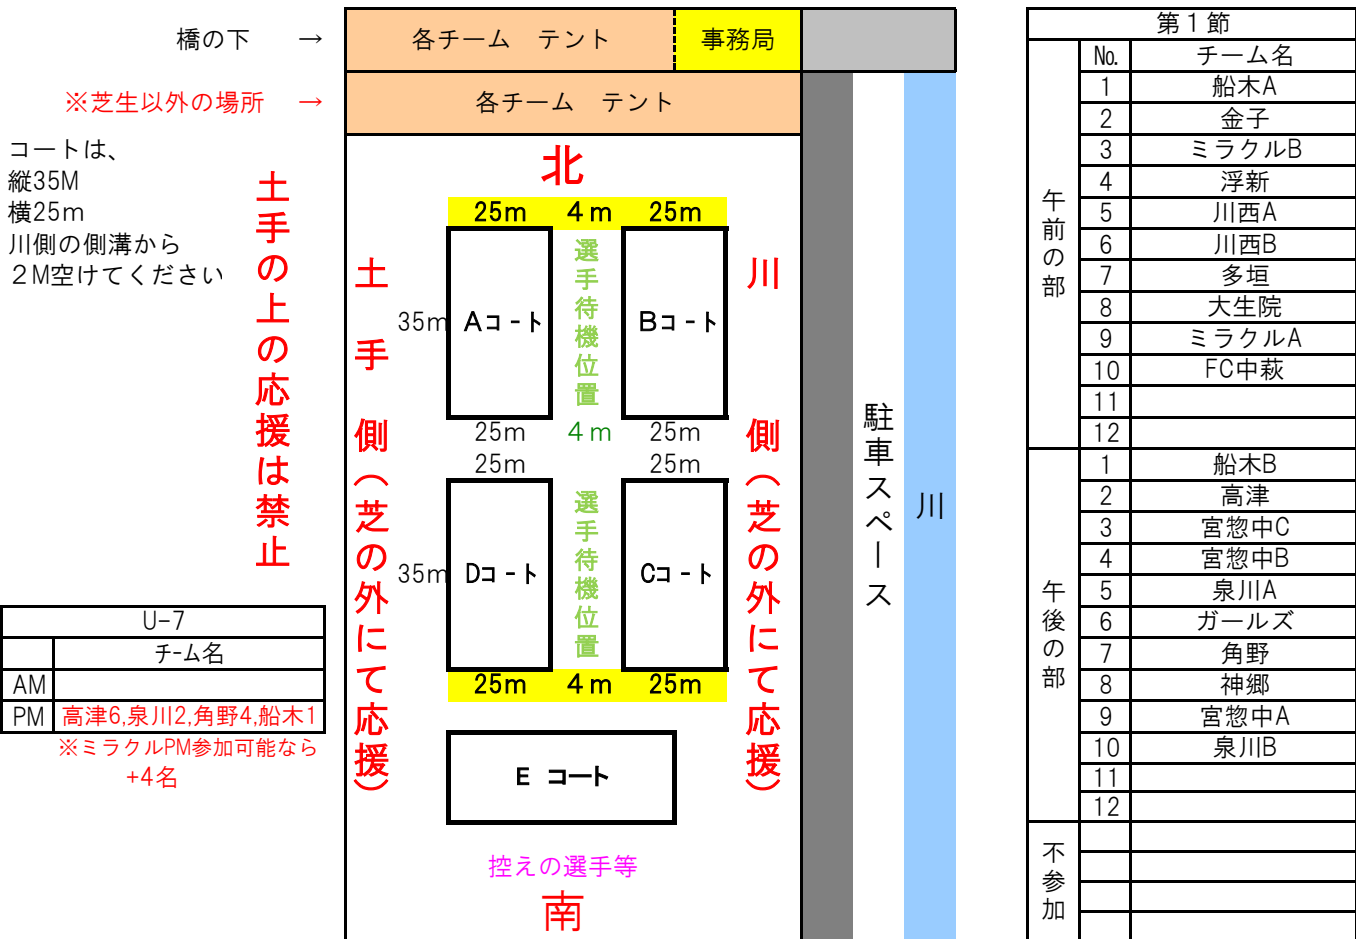 橋の下 →
各チーム テント
事務局
※芝生以外の場所 →
各チーム テント
コートは、
縦35M
横25m
川側の側溝から
２M空けてください
土手の上の応援は禁止
北
25m 4ｍ 25m
土手側（芝の外にて応援）
35m
Aコート
選手待機位置
Bコート
川側（芝の外にて応援）
25m 4ｍ 25m
25m 25m
35m
Dコート
選手待機位置
Cコート
25m 4ｍ 25m
E コート
控えの選手等
南
駐車スペース
川
U-7
チーム名
AM
PM 高津6,泉川2,角野4,船木1
※ミラクルPM参加可能なら
+4名
第１節
No. チーム名
午前の部
1 船木A
2 金子
3 ミラクルB
4 浮新
5 川西A
6 川西B
7 多垣
8 大生院
9 ミラクルA
10 FC中萩
11
12
午後の部
1 船木B
2 高津
3 宮惣中C
4 宮惣中B
5 泉川A
6 ガールズ
7 角野
8 神郷
9 宮惣中A
10 泉川B
11
12
不参加